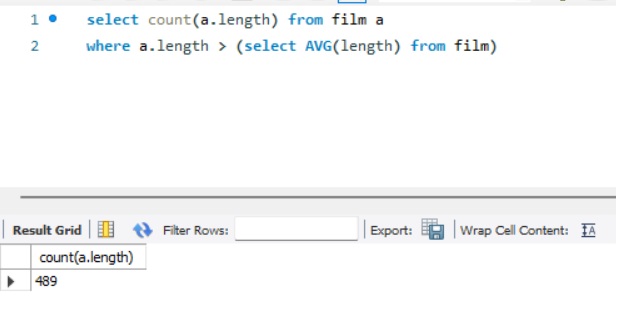 1 select count(a.length) from film a
2 where a.length > (select AVG(length) from film)
Result Grid Filter Rows: Export: Wrap Cell Content: IA
count(a.length)
489